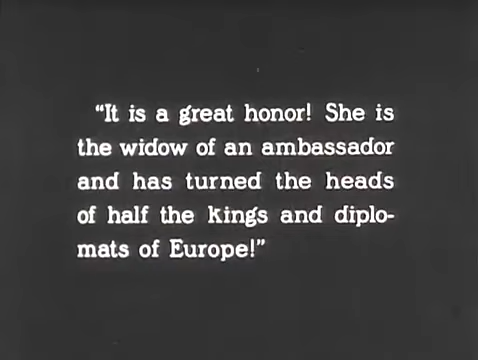 “It is a great honor! She is
the widow of an ambassador
and has turned the heads
of half the kings and diplo-
mats of Europe!”